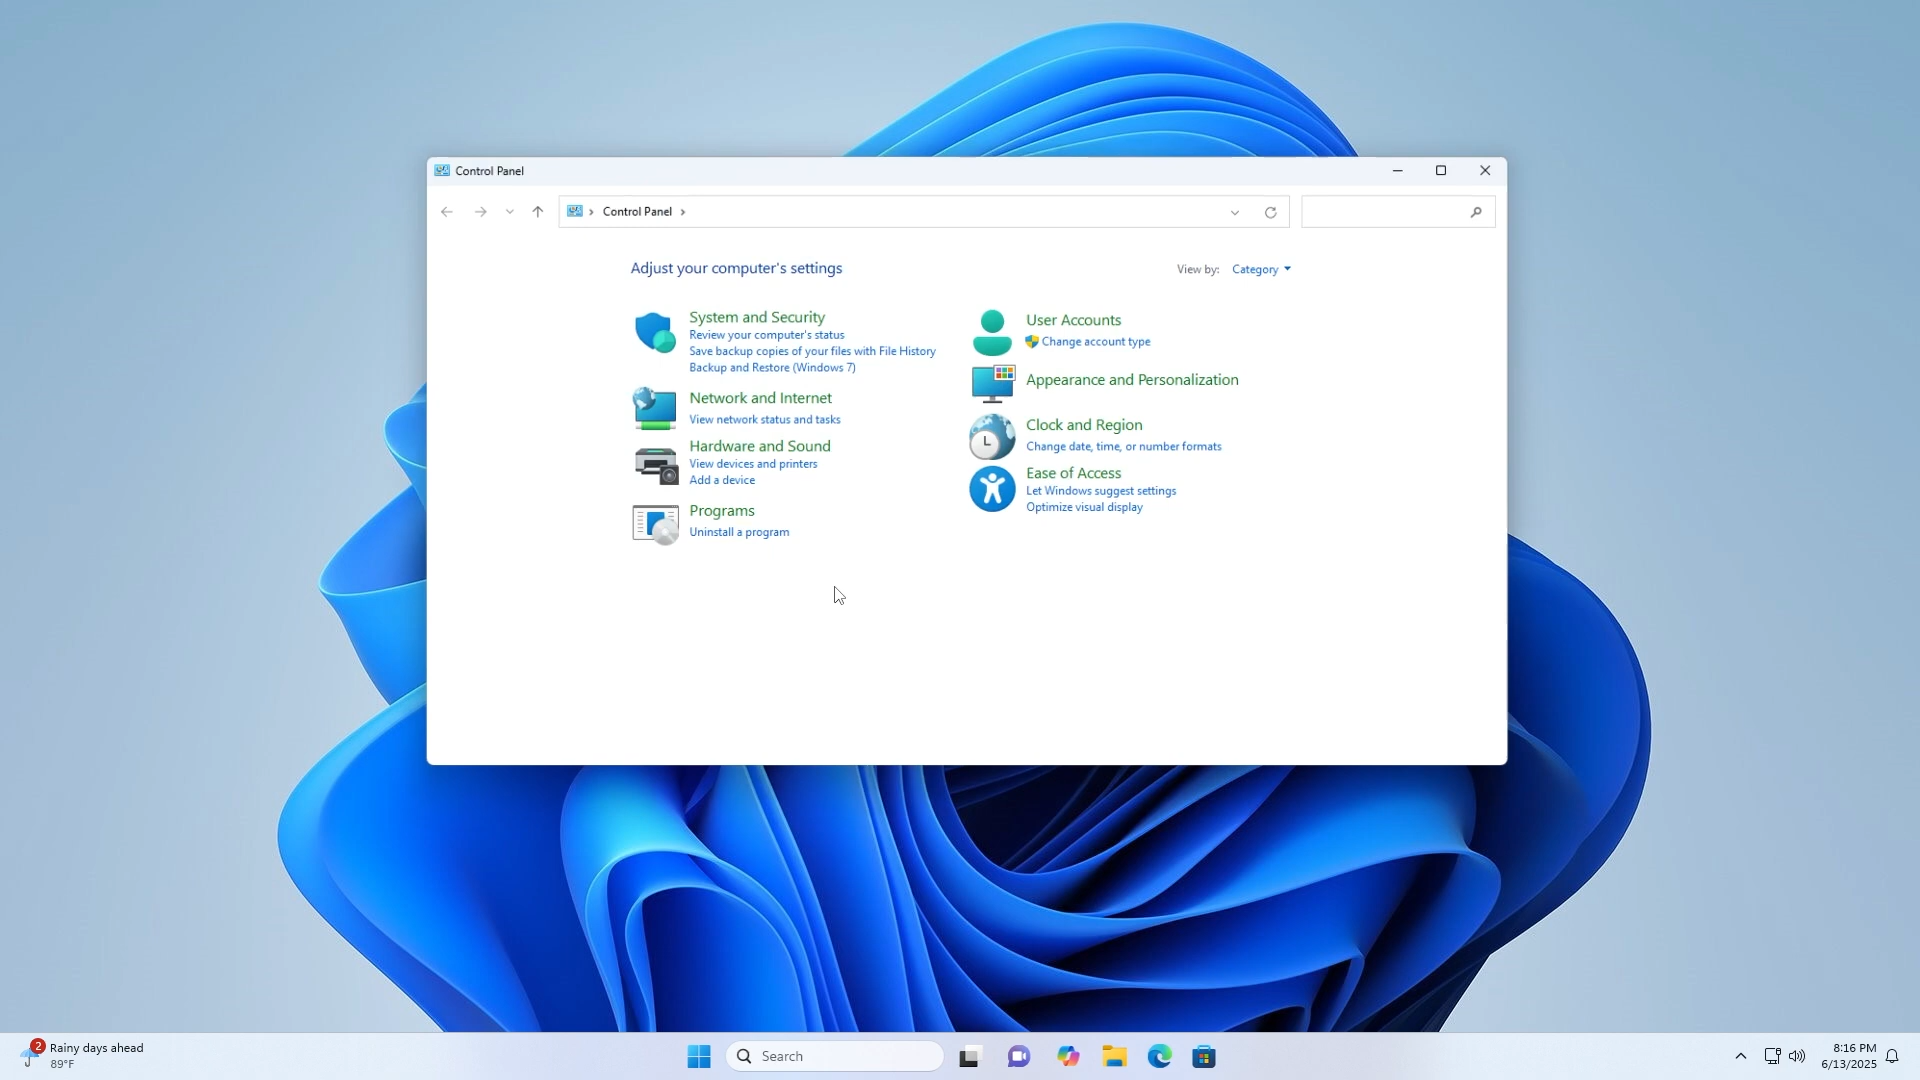 Control Panel
Control Panel
Adjust your computer's settings
View by: Category
System and Security
Review your computer's status
Save backup copies of your files with File History
Backup and Restore (Windows 7)
Network and Internet
View network status and tasks
Hardware and Sound
View devices and printers
Add a device
Programs
Uninstall a program
User Accounts
Change account type
Appearance and Personalization
Clock and Region
Change date, time, or number formats
Ease of Access
Let Windows suggest settings
Optimize visual display
2
Rainy days ahead
89°F
Search
8:16 PM
6/13/2025